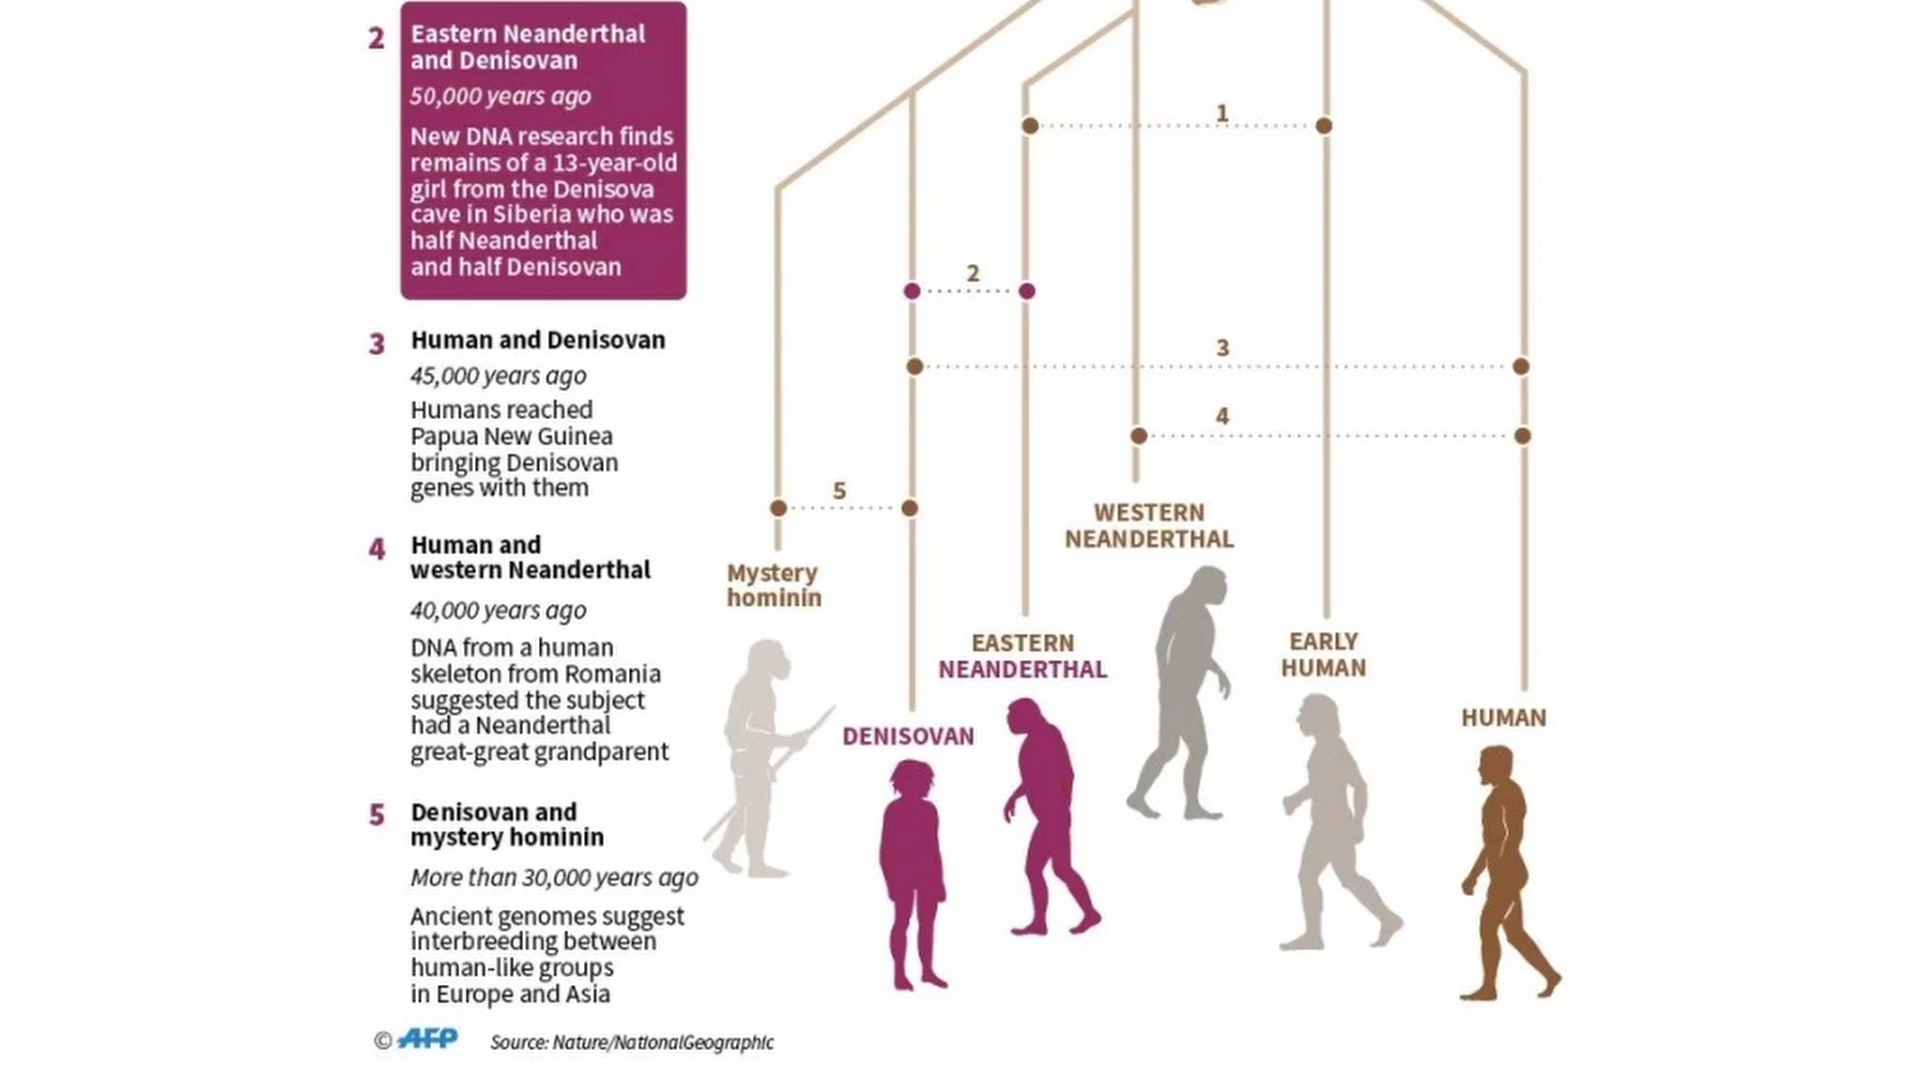 2
Eastern Neanderthal
and Denisovan
50,000 years ago
New DNA research finds
remains of a 13-year-old
girl from the Denisova
cave in Siberia who was
half Neanderthal
and half Denisovan
3
Human and Denisovan
45,000 years ago
Humans reached
Papua New Guinea
bringing Denisovan
genes with them
4
Human and
western Neanderthal
40,000 years ago
DNA from a human
skeleton from Romania
suggested the subject
had a Neanderthal
great-great grandparent
5
Denisovan and
mystery hominin
More than 30,000 years ago
Ancient genomes suggest
interbreeding between
human-like groups
in Europe and Asia
© AFP
Source: Nature/NationalGeographic
1
2
3
4
5
Mystery
hominin
DENISOVAN
EASTERN
NEANDERTHAL
WESTERN
NEANDERTHAL
EARLY
HUMAN
HUMAN